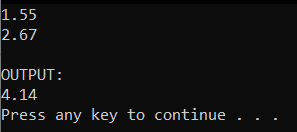 1.55
2.67
OUTPUT:
4.14
Press any key to continue . . .